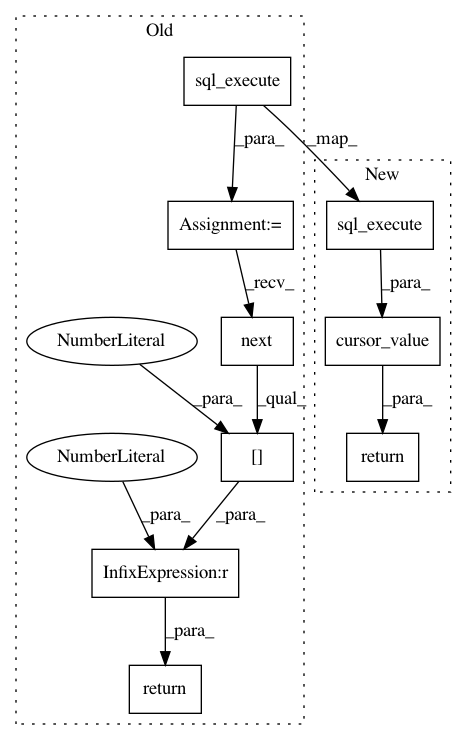 Old
sql_execute
_para_
_map_
New
Assignment:=
sql_execute
_recv_
_para_
NumberLiteral
next
cursor_value
_para_
_qual_
_para_
NumberLiteral
[]
return
_para_
_para_
InfixExpression:r
_para_
return